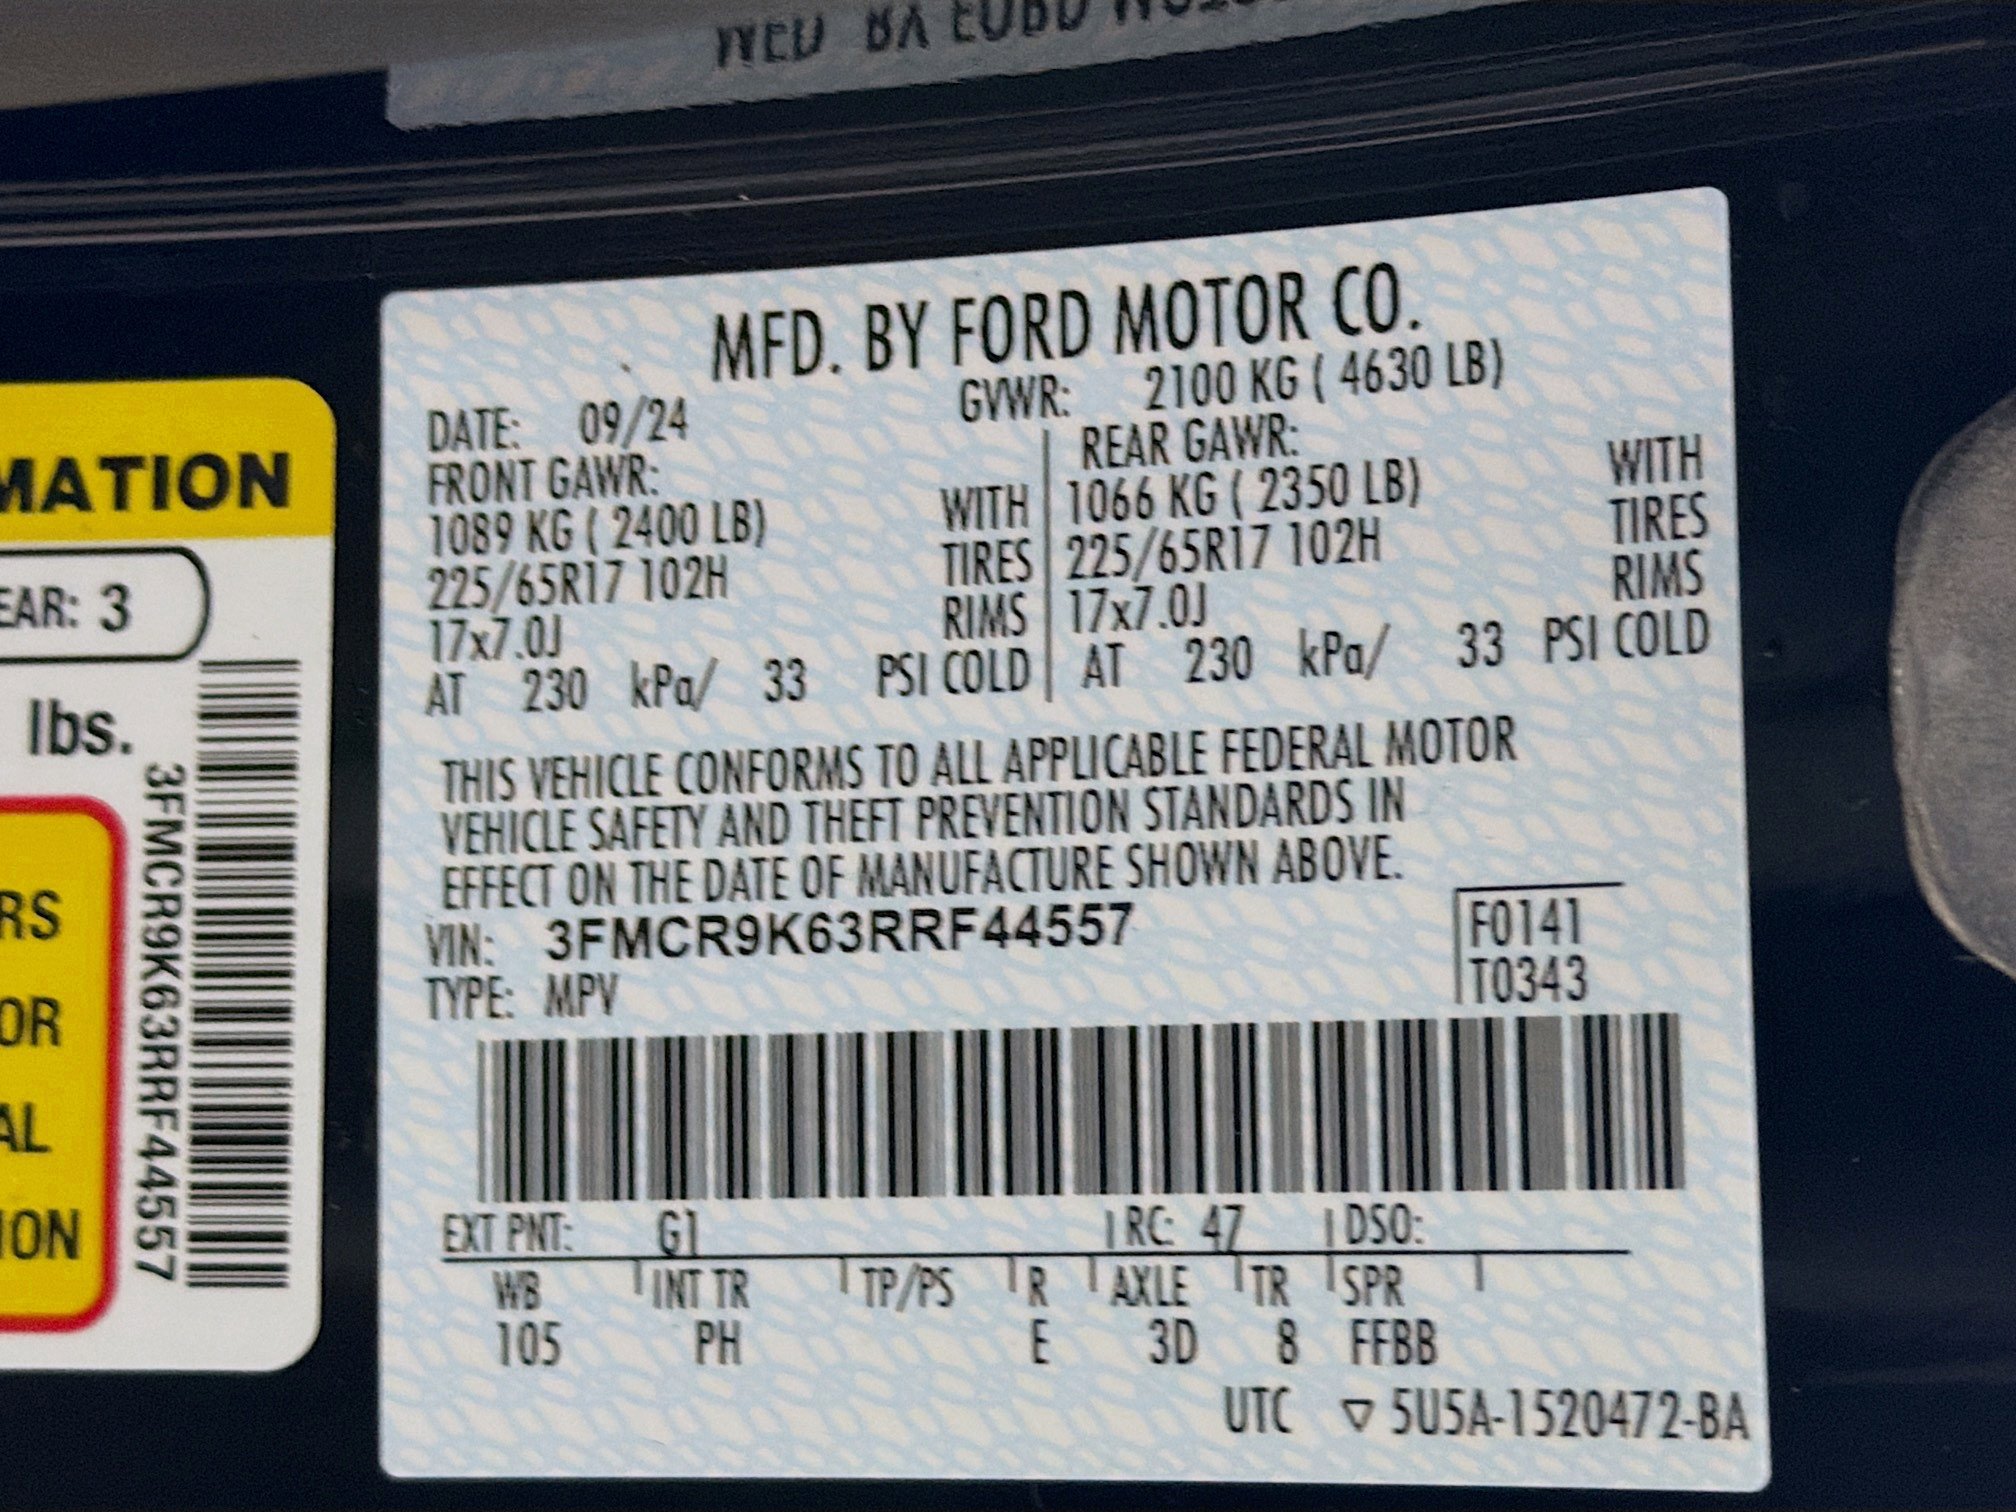 MFD. BY FORD MOTOR CO.
DATE: 09/24 GVWR: 2100 KG ( 4630 LB)
FRONT GAWR: REAR GAWR:
1089 KG ( 2400 LB) WITH 1066 KG ( 2350 LB) WITH
225/65R17 102H TIRES 225/65R17 102H TIRES
17x7.0J RIMS 17x7.0J RIMS
AT 230 kPa/ 33 PSI COLD AT 230 kPa/ 33 PSI COLD
THIS VEHICLE CONFORMS TO ALL APPLICABLE FEDERAL MOTOR
VEHICLE SAFETY AND THEFT PREVENTION STANDARDS IN
EFFECT ON THE DATE OF MANUFACTURE SHOWN ABOVE.
VIN: 3FMCR9K63RRF44557 F0141
TYPE: MPV T0343
EXT PNT: G1 RC: 47 DSO:
WB INT TR TP/PS R AXLE TR SPR
105 PH E 3D 8 FFBB
UTC ▽ 5U5A-1520472-BA
MATION
EAR: 3
lbs.
3FMCR9K63RRF44557
RS
OR
AL
ION